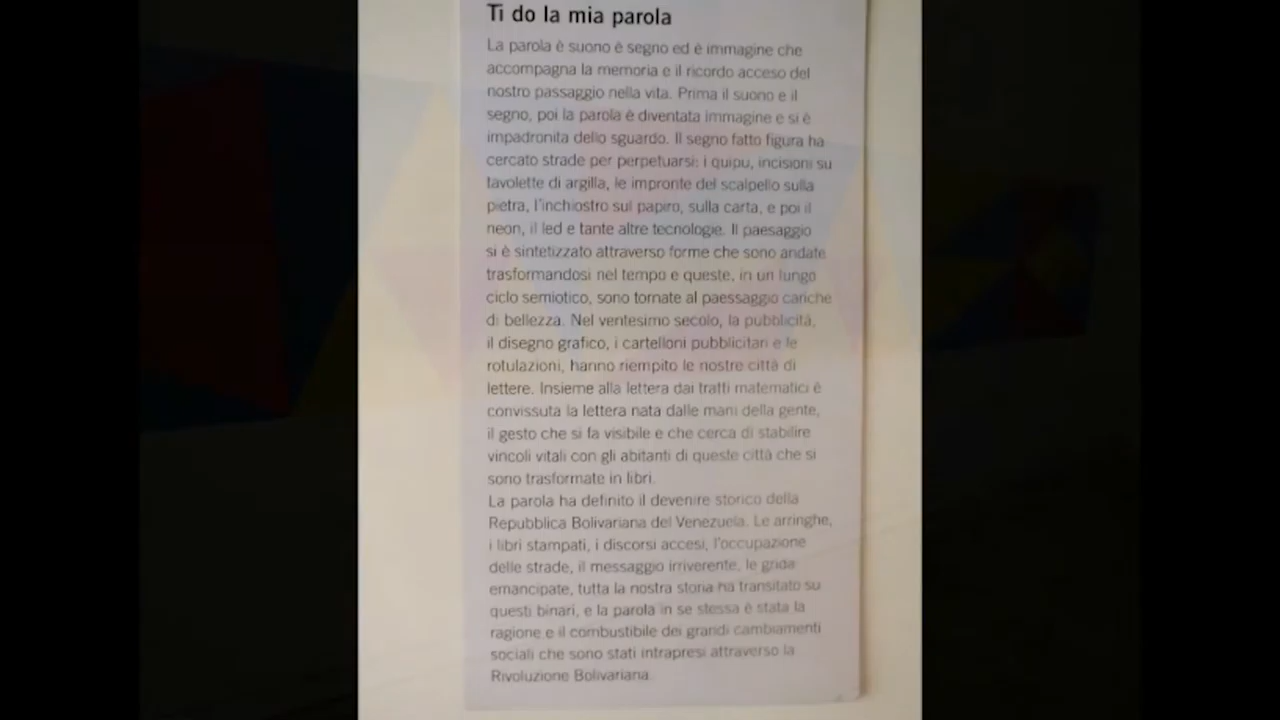 Ti do la mia parola
La parola è suono è segno ed è immagine che
accompagna la memoria e il ricordo acceso del
nostro passaggio nella vita. Prima il suono e il
segno, poi la parola è diventata immagine e si è
impadronita dello sguardo. Il segno fatto figura ha
cercato strade per perpetuarsi: i quipu, incisioni su
tavolette di argilla, le impronte del scalpello sulla
pietra, l'inchiostro sul papiro, sulla carta, e poi il
neon, il led e tante altre tecnologie. Il paesaggio
si è sintetizzato attraverso forme che sono andate
trasformandosi nel tempo e queste, in un lungo
ciclo semiotico, sono tornate al paessaggio cariche
di bellezza. Nel ventesimo secolo, la pubblicità,
il disegno grafico, i cartelloni pubblicitari e le
rotulazioni, hanno riempito le nostre città di
lettere. Insieme alla lettera dai tratti matematici è
convissuta la lettera nata dalle mani della gente,
il gesto che si fa visibile e che cerca di stabilire
vincoli vitali con gli abitanti di queste città che si
sono trasformate in libri.
La parola ha definito il devenire storico della
Repubblica Bolivariana del Venezuela. Le arringhe,
i libri stampati, i discorsi accesi, l'occupazione
delle strade, il messaggio irriverente, le grida
emancipate, tutta la nostra storia ha transitato su
questi binari, e la parola in se stessa è stata la
ragione e il combustibile dei grandi cambiamenti
sociali che sono stati intrapresi attraverso la
Rivoluzione Bolivariana.